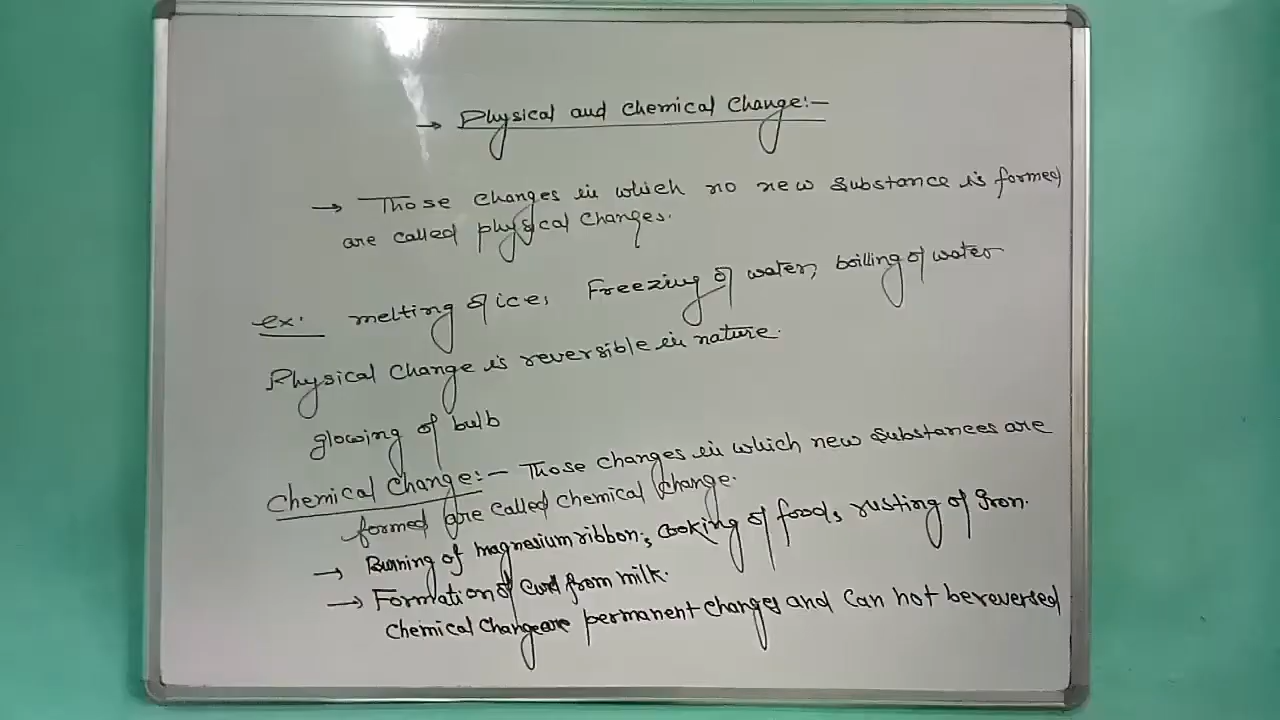 → Physical and Chemical Change:-
→ Those changes in which no new substance is formed
are called physical changes.
ex. melting of ice, Freezing of water, boilling of water
Physical change is reversible in nature.
glowing of bulb
Chemical Change:- Those changes in which new substances are
formed are called chemical change.
→ Burning of magnesium ribbon, cooking of food, rusting of Iron.
→ Formation of curd from milk.
Chemical change are permanent changes and can not be reversed